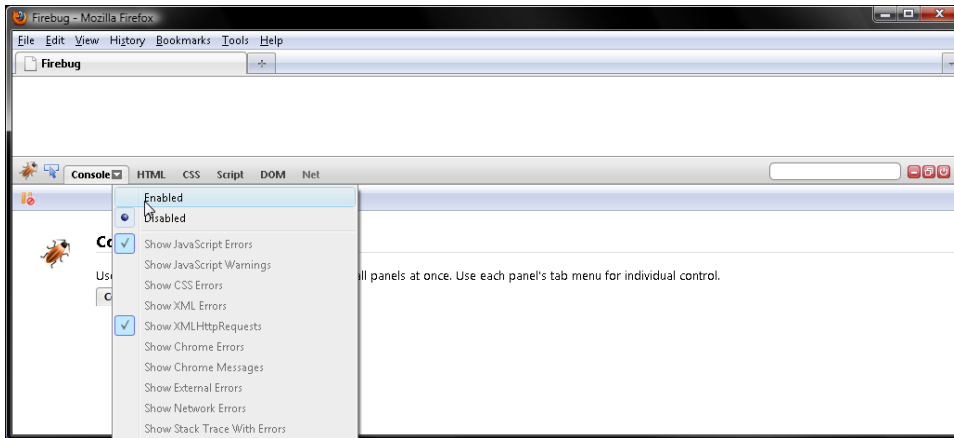 Firebug - Mozilla Firefox
File Edit View History Bookmarks Tools Help
Firebug
Console HTML CSS Script DOM Net
Enabled
Disabled
Show JavaScript Errors
Show JavaScript Warnings
all panels at once. Use each panel's tab menu for individual control.
Show CSS Errors
Show XML Errors
Show XMLHttpRequests
Show Chrome Errors
Show Chrome Messages
Show External Errors
Show Network Errors
Show Stack Trace With Errors